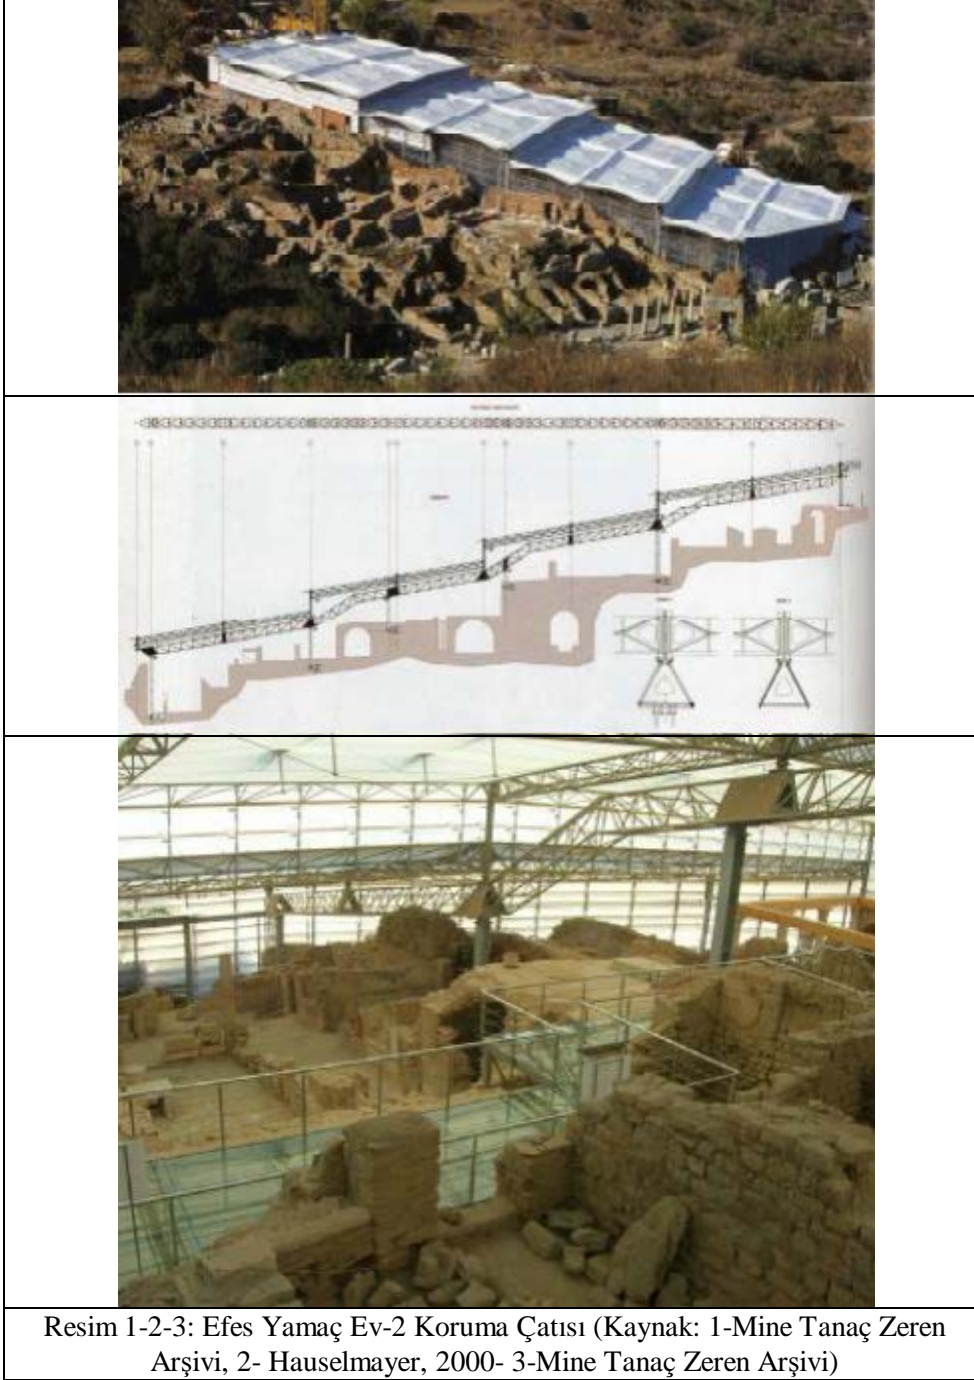 Resim 1-2-3: Efes Yamaç Ev-2 Koruma Çatısı (Kaynak: 1-Mine Tanaç Zeren
Arşivi, 2- Hauselmayer, 2000- 3-Mine Tanaç Zeren Arşivi)